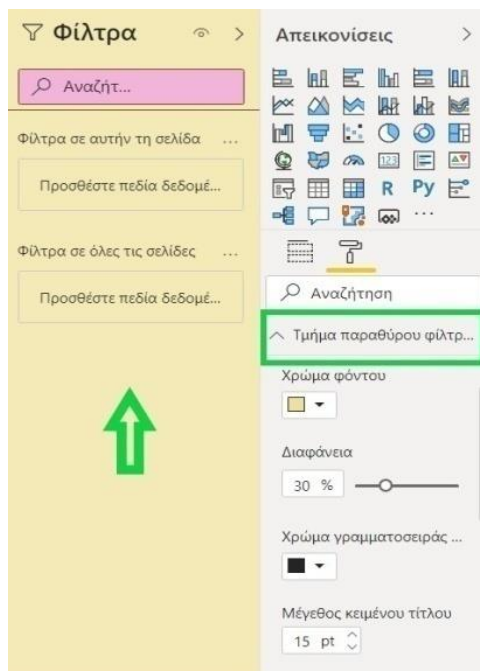 Φίλτρα
Αναζήτ...
Φίλτρα σε αυτήν τη σελίδα ...
Προσθέστε πεδία δεδομέ...
Φίλτρα σε όλες τις σελίδες ...
Προσθέστε πεδία δεδομέ...
Απεικονίσεις
123
R Py
...
Αναζήτηση
Τμήμα παραθύρου φίλτρ...
Χρώμα φόντου
Διαφάνεια
30 %
Χρώμα γραμματοσειράς ...
Μέγεθος κειμένου τίτλου
15 pt